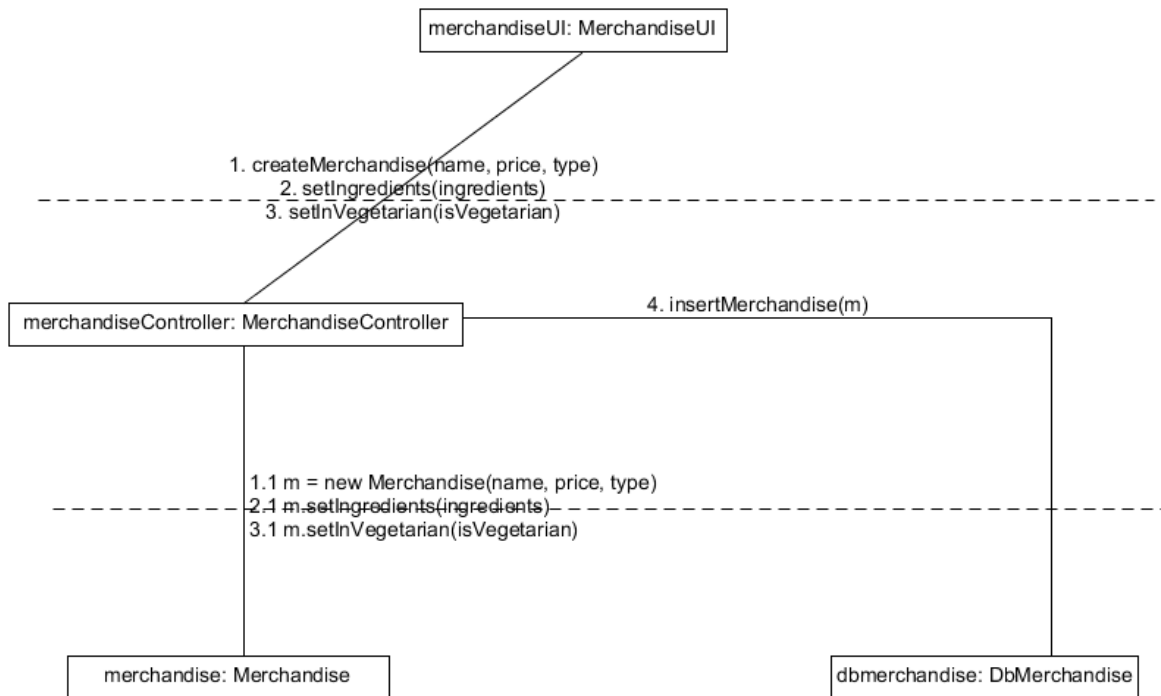 merchandiseUI: MerchandiseUI
1. createMerchandise(name, price, type)
2. setIngredients(ingredients)
3. setInVegetarian(isVegetarian)
merchandiseController: MerchandiseController
4. insertMerchandise(m)
1.1 m = new Merchandise(name, price, type)
2.1 m.setIngredients(ingredients)
3.1 m.setInVegetarian(isVegetarian)
merchandise: Merchandise
dbmerchandise: DbMerchandise